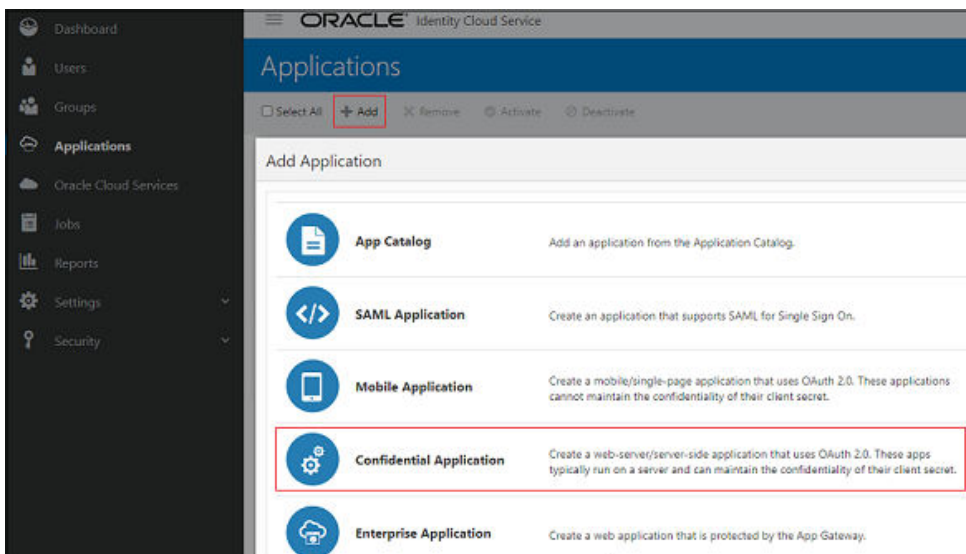 Dashboard
Users
Groups
Applications
Oracle Cloud Services
Jobs
Reports
Settings
Security
ORACLE Identity Cloud Service
Applications
Select All + Add Remove Activate Deactivate
Add Application
App Catalog
Add an application from the Application Catalog.
SAML Application
Create an application that supports SAML for Single Sign On.
Mobile Application
Create a mobile/single-page application that uses OAuth 2.0. These applications
cannot maintain the confidentiality of their client secret.
Confidential Application
Create a web-server/server-side application that uses OAuth 2.0. These apps
typically run on a server and can maintain the confidentiality of their client secret.
Enterprise Application
Create a web application that is protected by the App Gateway.